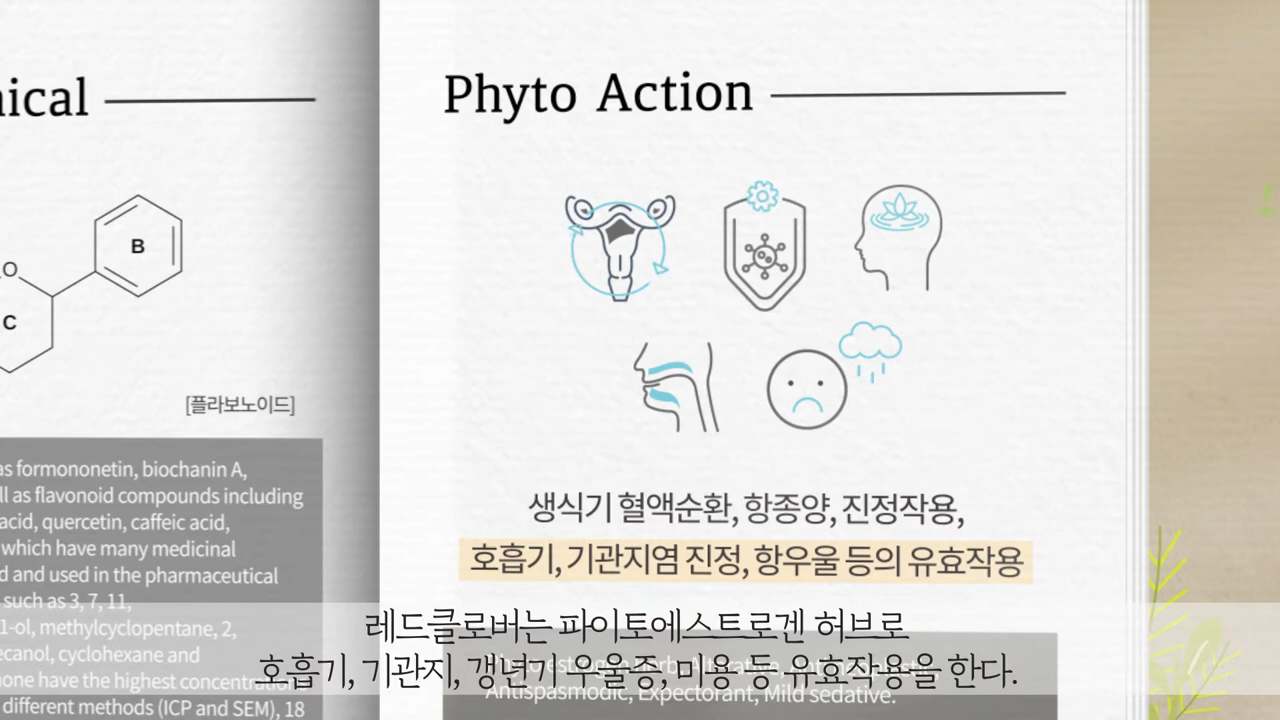 nical
Phyto Action
B
O
C
[플라보노이드]
as formononetin, biochanin A,
ll as flavonoid compounds including
acid, quercetin, caffeic acid,
which have many medicinal
d and used in the pharmaceutical
such as 3, 7, 11,
1-ol, methylcyclopentane, 2,
ecanol, cyclohexane and
none have the highest concentrations
different methods (ICP and SEM), 18
생식기 혈액순환, 항종양, 진정작용,
호흡기, 기관지염 진정, 항우울 등의 유효작용
Antispasmodic, Expectorant, Mild sedative.
레드클로버는 파이토에스트로겐 허브로
호흡기, 기관지, 갱년기 우울증, 미용 등 유효작용을 한다.